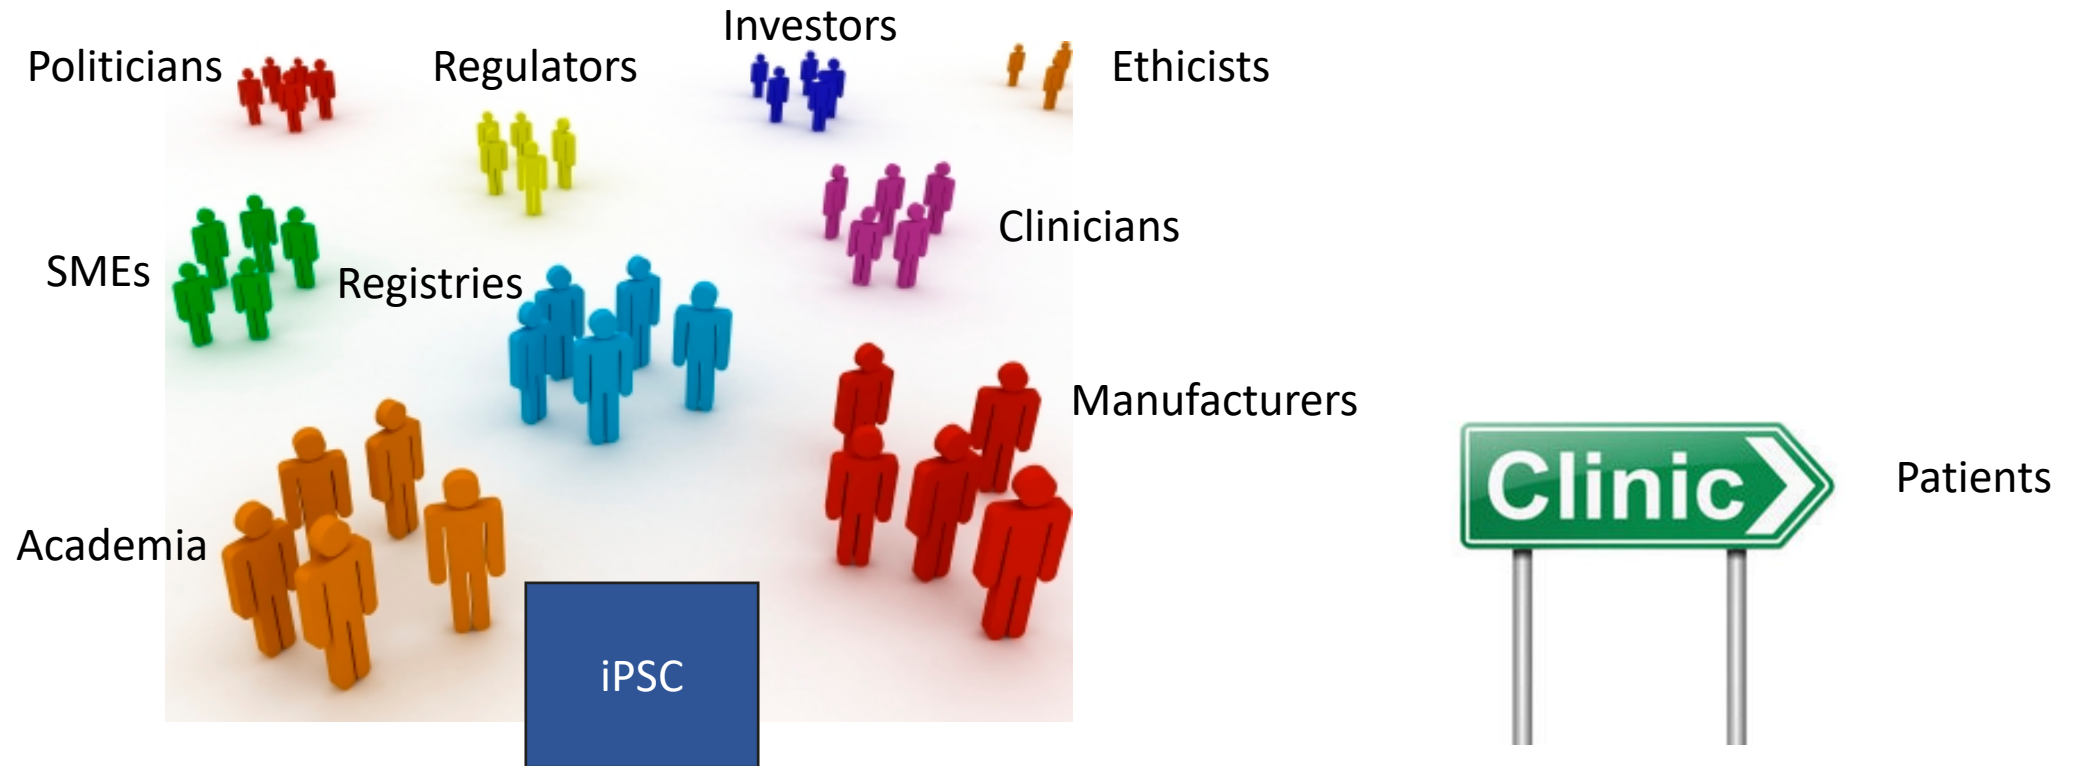 Investors
Politicians
Regulators
Ethicists
Clinicians
SMEs
Registries
Manufacturers
Clinic
Patients
Academia
iPSC